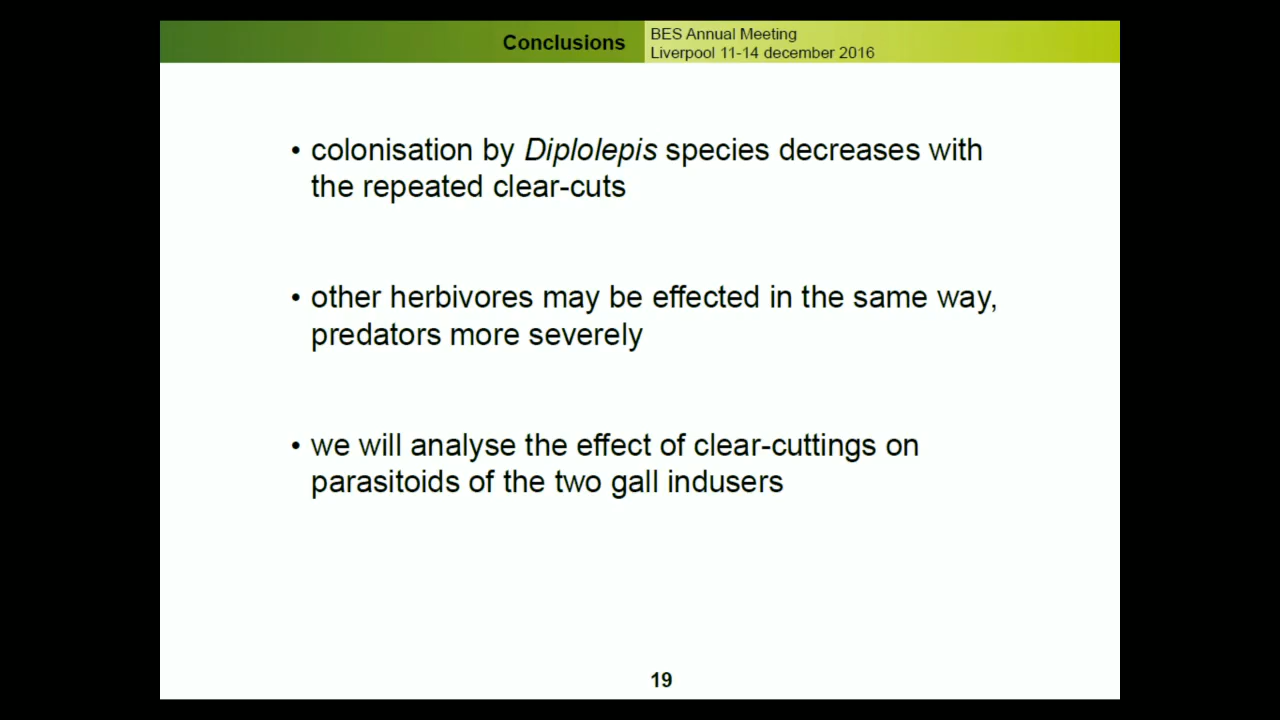 Conclusions
BES Annual Meeting
Liverpool 11-14 december 2016
• colonisation by Diplolepis species decreases with
the repeated clear-cuts
• other herbivores may be effected in the same way,
predators more severely
• we will analyse the effect of clear-cuttings on
parasitoids of the two gall indusers
19